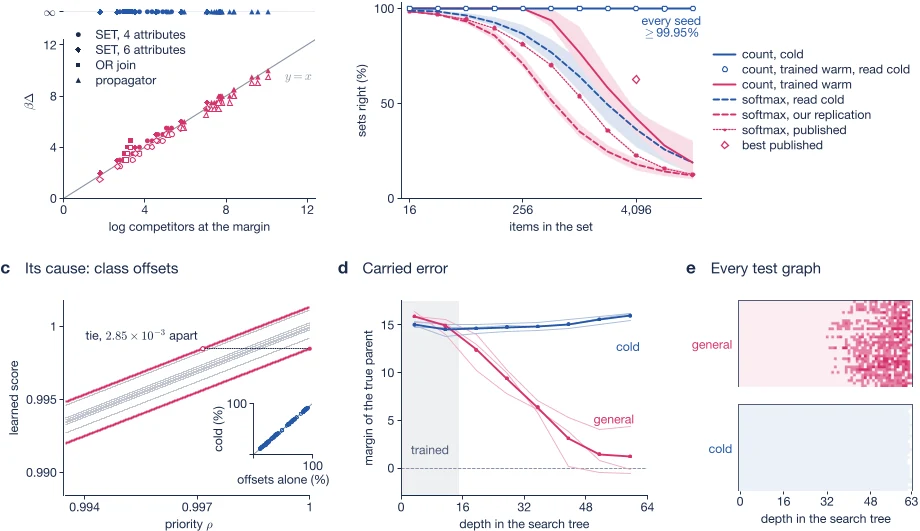 ∞
SET, 4 attributes
SET, 6 attributes
OR join
propagator
12
8
4
0
βΔ
y = x
0 4 8 12
log competitors at the margin
100
50
0
sets right (%)
every seed
≥ 99.95%
16 256 4,096
items in the set
count, cold
count, trained warm, read cold
count, trained warm
softmax, read cold
softmax, our replication
softmax, published
best published
c Its cause: class offsets
1
0.995
0.990
learned score
tie, 2.85 × 10⁻³ apart
100
cold (%)
100
offsets alone (%)
0.994 0.997 1
priority ρ
d Carried error
15
10
5
0
margin of the true parent
cold
general
trained
0 16 32 48 64
depth in the search tree
e Every test graph
general
cold
0 16 32 48 63
depth in the search tree